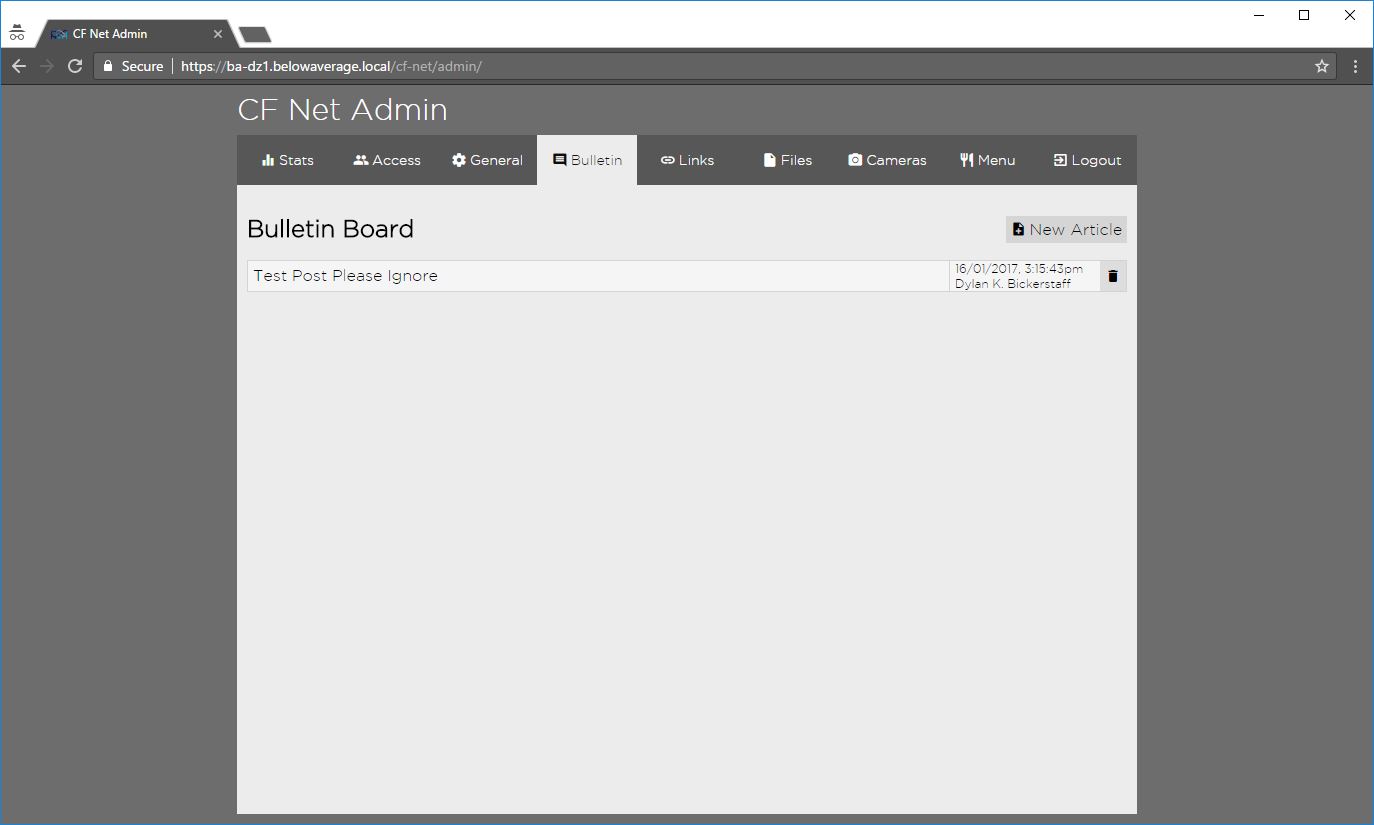 CF Net Admin
Secure https://ba-dz1.belowaverage.local/cf-net/admin/
CF Net Admin
Stats Access General Bulletin Links Files Cameras Menu Logout
Bulletin Board New Article
Test Post Please Ignore
16/01/2017, 3:15:43pm
Dylan K. Bickerstaff